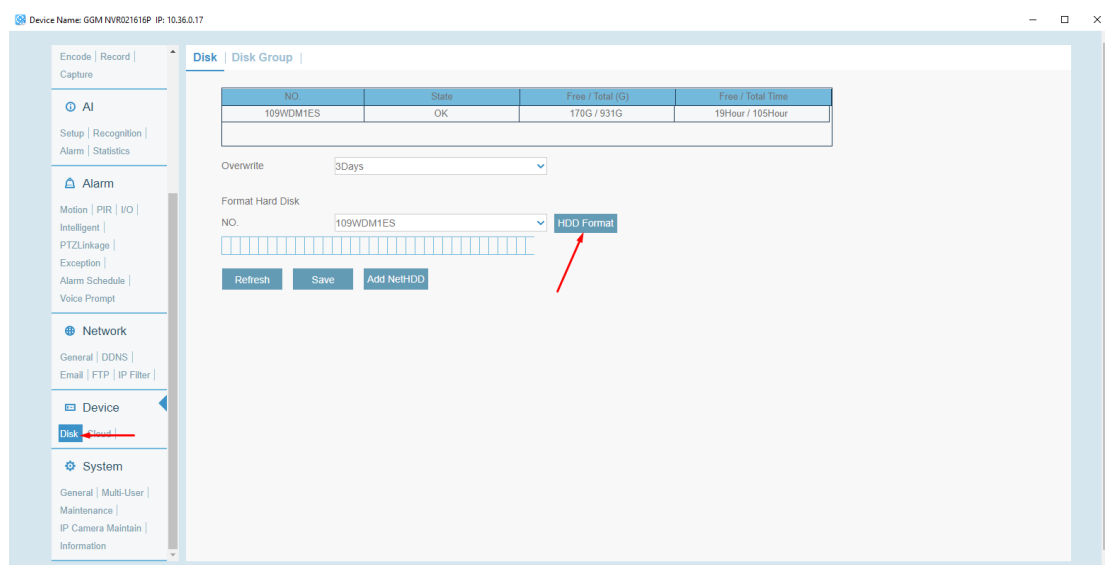 Device Name: GGM NVR021616P IP: 10.36.0.17
Encode | Record |
Capture
AI
Setup | Recognition |
Alarm | Statistics
Alarm
Motion | PIR | I/O |
Intelligent |
PTZLinkage |
Exception |
Alarm Schedule |
Voice Prompt
Network
General | DDNS |
Email | FTP | IP Filter |
Device
Disk | Cloud |
System
General | Multi-User |
Maintenance |
IP Camera Maintain |
Information
Disk | Disk Group |
NO. State Free / Total (G) Free / Total Time
109WDM1ES OK 170G / 931G 19Hour / 105Hour
Overwrite 3Days
Format Hard Disk
NO. 109WDM1ES HDD Format
Refresh Save Add NetHDD